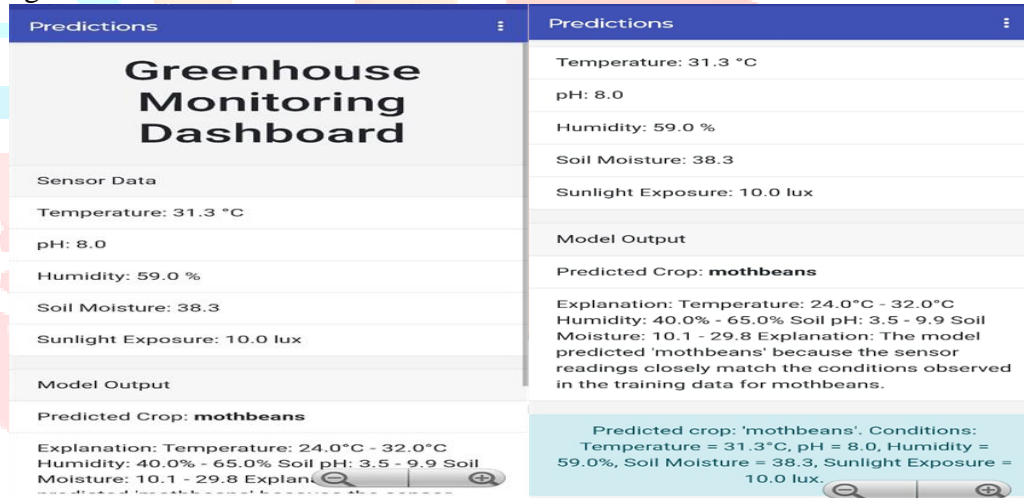 Predictions
Greenhouse
Monitoring
Dashboard
Sensor Data
Temperature: 31.3 °C
pH: 8.0
Humidity: 59.0 %
Soil Moisture: 38.3
Sunlight Exposure: 10.0 lux
Model Output
Predicted Crop: mothbeans
Explanation: Temperature: 24.0°C - 32.0°C
Humidity: 40.0% - 65.0% Soil pH: 3.5 - 9.9 Soil
Moisture: 10.1 - 29.8
Predictions
Temperature: 31.3 °C
pH: 8.0
Humidity: 59.0 %
Soil Moisture: 38.3
Sunlight Exposure: 10.0 lux
Model Output
Predicted Crop: mothbeans
Explanation: Temperature: 24.0°C - 32.0°C
Humidity: 40.0% - 65.0% Soil pH: 3.5 - 9.9 Soil
Moisture: 10.1 - 29.8 Explanation: The model
predicted 'mothbeans' because the sensor
readings closely match the conditions observed
in the training data for mothbeans.
Predicted crop: 'mothbeans'. Conditions:
Temperature = 31.3°C, pH = 8.0, Humidity =
59.0%, Soil Moisture = 38.3, Sunlight Exposure =
10.0 lux.